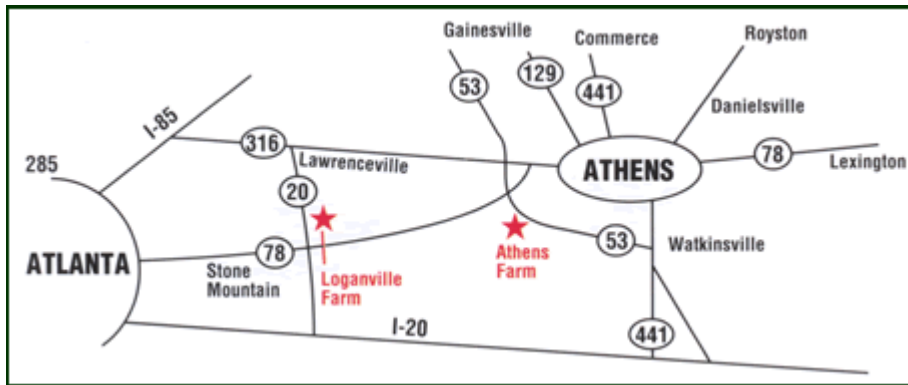 Gainesville
Commerce
Royston
53
129
441
Danielsville
I-85
316
Lawrenceville
ATHENS
78
Lexington
285
20
ATLANTA
78
Stone
Mountain
Loganville
Farm
Athens
Farm
53
Watkinsville
I-20
441